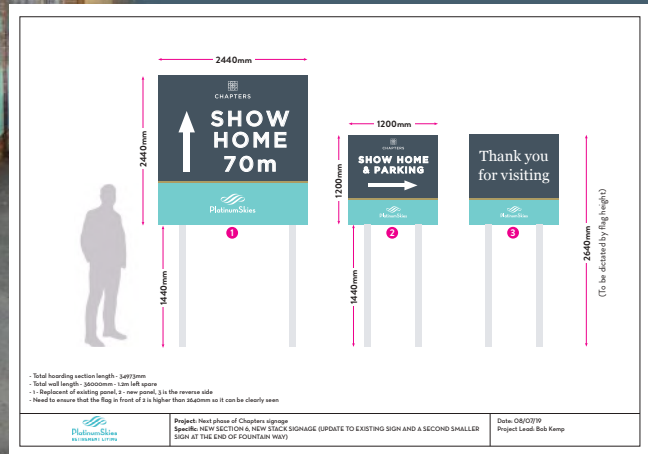 2440mm
CHAPTERS
SHOW
HOME
70m
PlatinumSkies
1
2440mm
1440mm
1200mm
CHAPTERS
SHOW HOME
& PARKING
PlatinumSkies
2
1200mm
1440mm
Thank you
for visiting
PlatinumSkies
3
2640mm
(To be dictated by flag height)
- Total hoarding section length - 34973mm
- Total wall length - 36000mm - 1.2m left spare
- 1 - Replacent of existing panel, 2 - new panel, 3 is the reverse side
- Need to ensure that the flag in front of 2 is higher than 2640mm so it can be clearly seen
PlatinumSkies
RETIREMENT LIVING
Project: Next phase of Chapters signage
Specific: NEW SECTION 6, NEW STACK SIGNAGE (UPDATE TO EXISTING SIGN AND A SECOND SMALLER
SIGN AT THE END OF FOUNTAIN WAY)
Date: 08/07/19
Project Lead: Bob Kemp